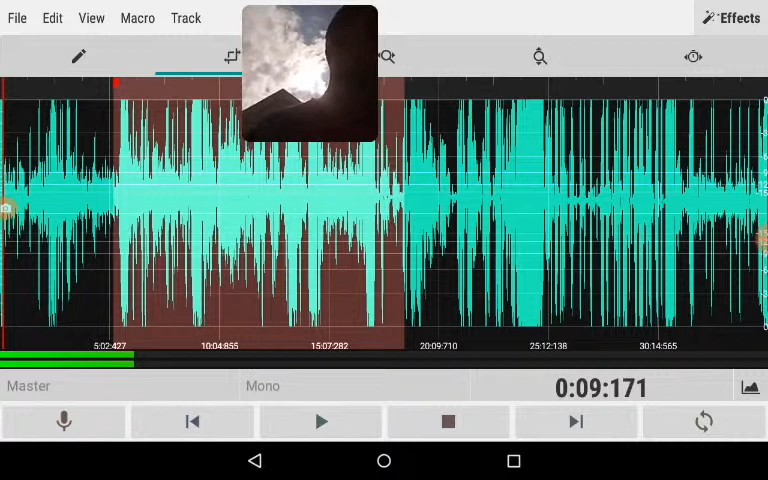 File Edit View Macro Track Effects
5:02:427 10:04:855 15:07:282 20:09:710 25:12:138 30:14:565
Master Mono 0:09:171